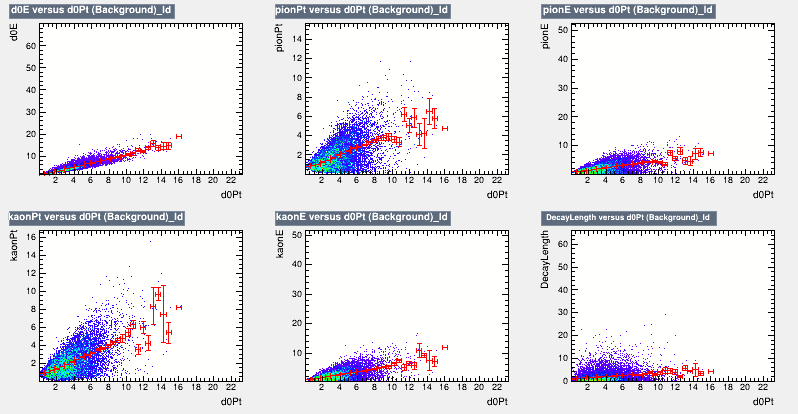 d0E versus d0Pt (Background)_Id
d0E
70
60
50
40
30
20
10
2 4 6 8 10 12 14 16 18 20 22
d0Pt
pionPt versus d0Pt (Background)_Id
pionPt
14
12
10
8
6
4
2
2 4 6 8 10 12 14 16 18 20 22
d0Pt
pionE versus d0Pt (Background)_Id
pionE
50
40
30
20
10
2 4 6 8 10 12 14 16 18 20 22
d0Pt
kaonPt versus d0Pt (Background)_Id
kaonPt
16
14
12
10
8
6
4
2
2 4 6 8 10 12 14 16 18 20 22
d0Pt
kaonE versus d0Pt (Background)_Id
kaonE
50
40
30
20
10
2 4 6 8 10 12 14 16 18 20 22
d0Pt
DecayLength versus d0Pt (Background)_Id
DecayLength
60
50
40
30
20
10
0
2 4 6 8 10 12 14 16 18 20 22
d0Pt